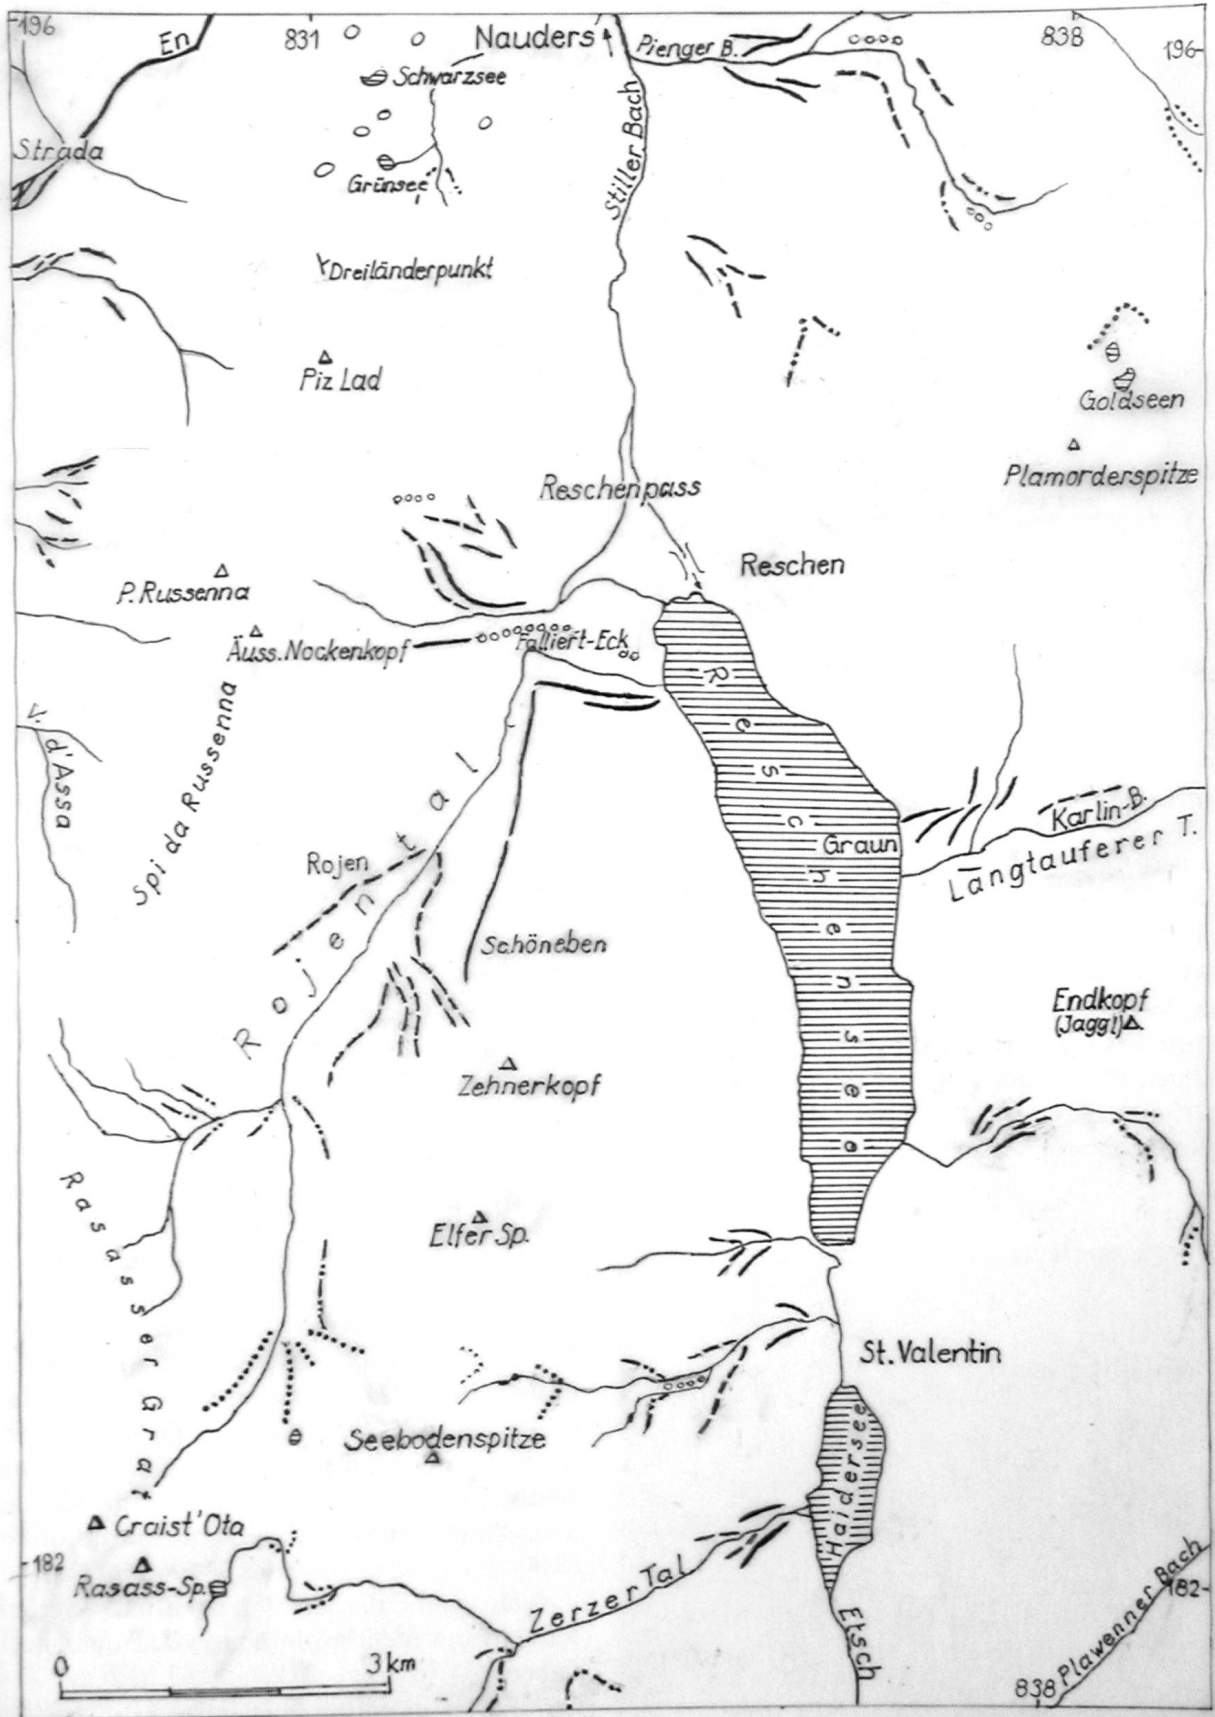 196
En
831
Nauders
Pienger B.
838
196
Schwarzsee
Strada
Grünsee
Stiller Bach
Dreiländerpunkt
Piz Lad
Goldseen
Plamorderspitze
Reschenpass
Reschen
P. Russenna
Äuss. Nockenkopf
Falliert-Eck
V. d'Assa
Spi da Russenna
Rojental
Rojen
Reschensee
Graun
Karlin-B.
Langtauferer T.
Schöneben
Endkopf
(Jaggl)
Zehnerkopf
Rasasser Grat
Elfer Sp.
St. Valentin
Seebodenspitze
Haldersee
Craist'Ota
182
Rasass-Sp.
Zerzer Tal
Etsch
Plawenner Bach
182
0
3 km
838